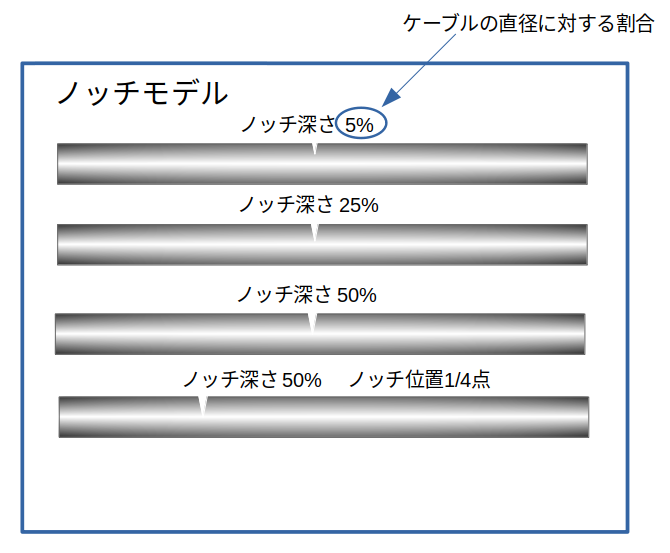 ケーブルの直径に対する割合
ノッチモデル
ノッチ深さ 5%
ノッチ深さ 25%
ノッチ深さ 50%
ノッチ深さ 50% ノッチ位置1/4点